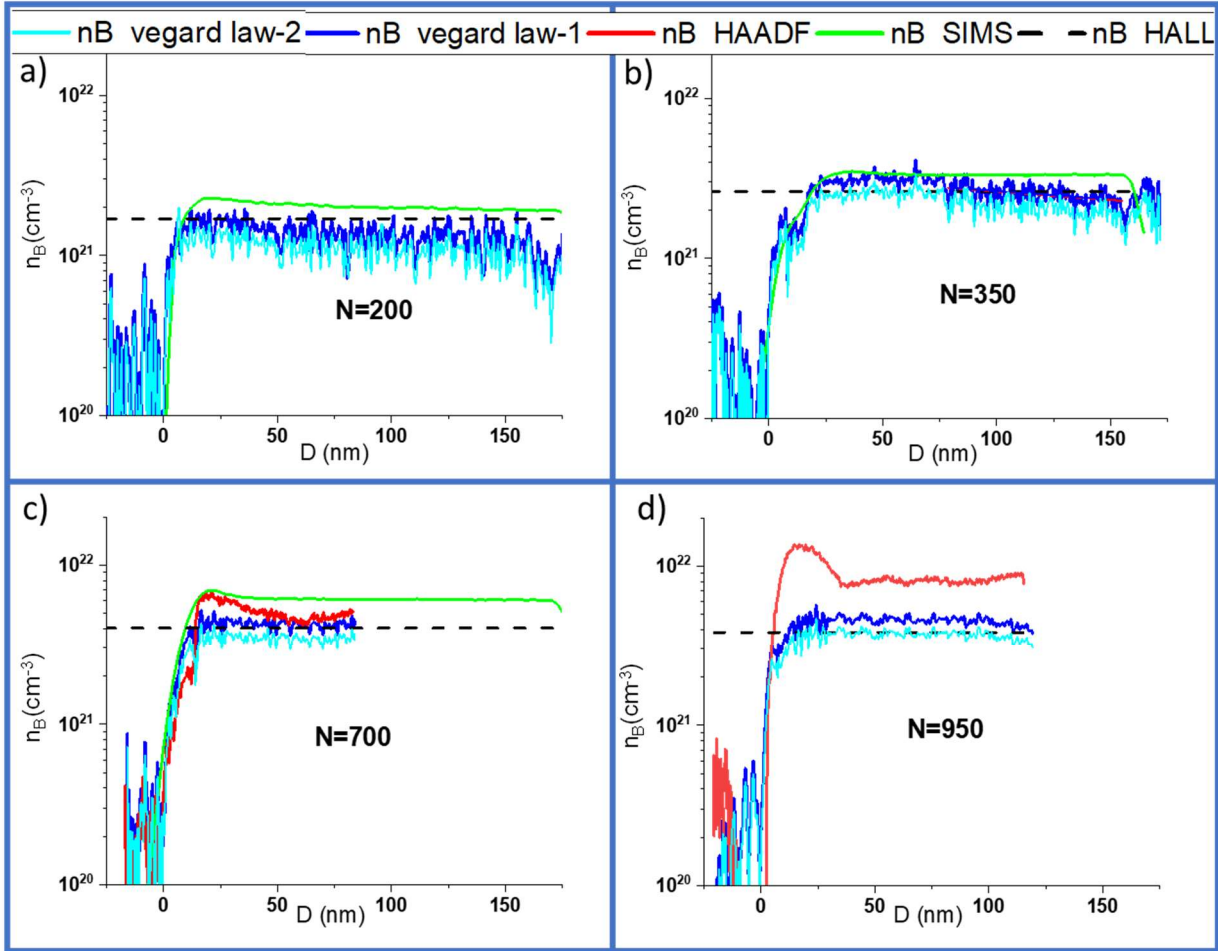 nB vegard law-2 nB vegard law-1 nB HAADF nB SIMS nB HALL
a)
10²²
10²¹
10²⁰
n_B(cm⁻³)
N=200
0 50 100 150
D (nm)
b)
10²²
10²¹
10²⁰
n_B(cm⁻³)
N=350
0 50 100 150
D (nm)
c)
10²²
10²¹
10²⁰
n_B(cm⁻³)
N=700
0 50 100 150
D (nm)
d)
10²²
10²¹
10²⁰
n_B(cm⁻³)
N=950
0 50 100 150
D (nm)